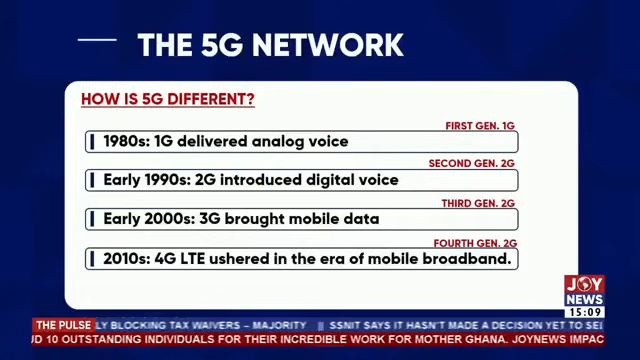 THE 5G NETWORK
HOW IS 5G DIFFERENT?
FIRST GEN. 1G
1980s: 1G delivered analog voice
SECOND GEN. 2G
Early 1990s: 2G introduced digital voice
THIRD GEN. 2G
Early 2000s: 3G brought mobile data
FOURTH GEN. 2G
2010s: 4G LTE ushered in the era of mobile broadband.
JOY
NEWS
15:09
THE PULSE
LY BLOCKING TAX WAIVERS – MAJORITY || SSNIT SAYS IT HASN'T MADE A DECISION YET TO SEL
10 OUTSTANDING INDIVIDUALS FOR THEIR INCREDIBLE WORK FOR MOTHER GHANA. JOYNEWS IMPAC